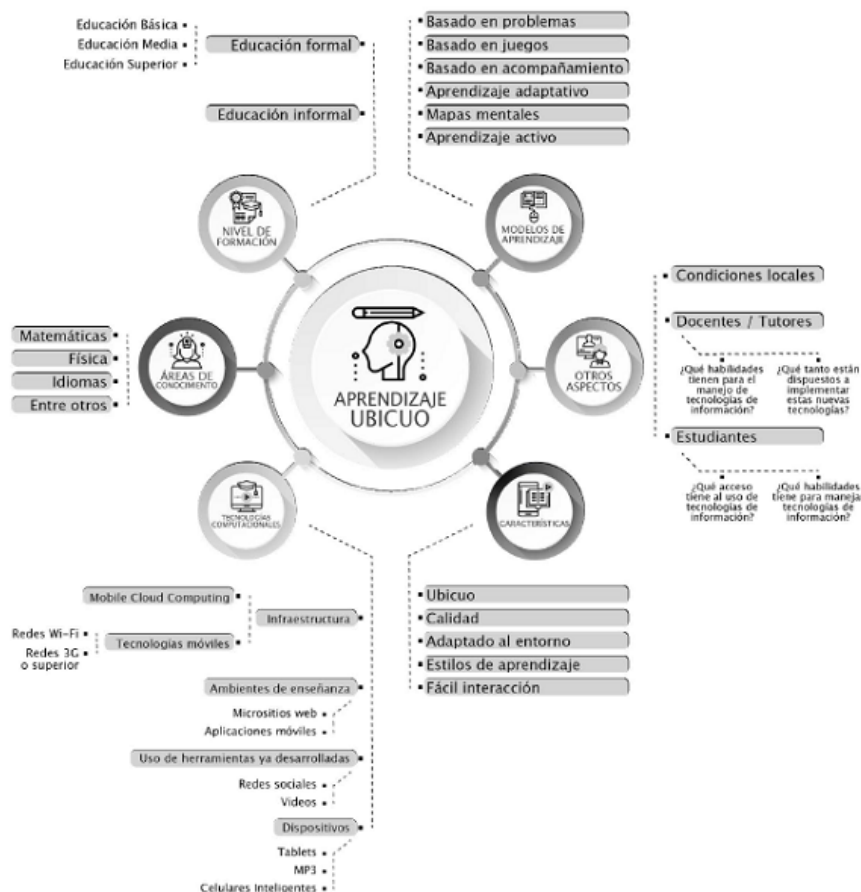 Educación Básica
Educación Media
Educación Superior
Educación formal
Educación informal
Basado en problemas
Basado en juegos
Basado en acompañamiento
Aprendizaje adaptativo
Mapas mentales
Aprendizaje activo
NIVEL DE
FORMACIÓN
MODELOS DE
APRENDIZAJE
Matemáticas
Física
Idiomas
Entre otros
ÁREAS DE
CONOCIMIENTO
APRENDIZAJE
UBICUO
OTROS
ASPECTOS
Condiciones locales
Docentes / Tutores
¿Qué habilidades
tienen para el
manejo de
tecnologías de
información?
¿Qué tanto están
dispuestos a
implementar
estas nuevas
tecnologías?
Estudiantes
¿Qué acceso
tiene al uso de
tecnologías de
información?
¿Qué habilidades
tiene para manejar
tecnologías de
información?
TECNOLOGÍAS
COMPUTACIONALES
CARACTERÍSTICAS
Mobile Cloud Computing
Infraestructura
Tecnologías móviles
Redes Wi-Fi
Redes 3G
o superior
Ambientes de enseñanza
Micrositios web
Aplicaciones móviles
Uso de herramientas ya desarrolladas
Redes sociales
Videos
Dispositivos
Tablets
MP3
Celulares Inteligentes
Ubicuo
Calidad
Adaptado al entorno
Estilos de aprendizaje
Fácil interacción